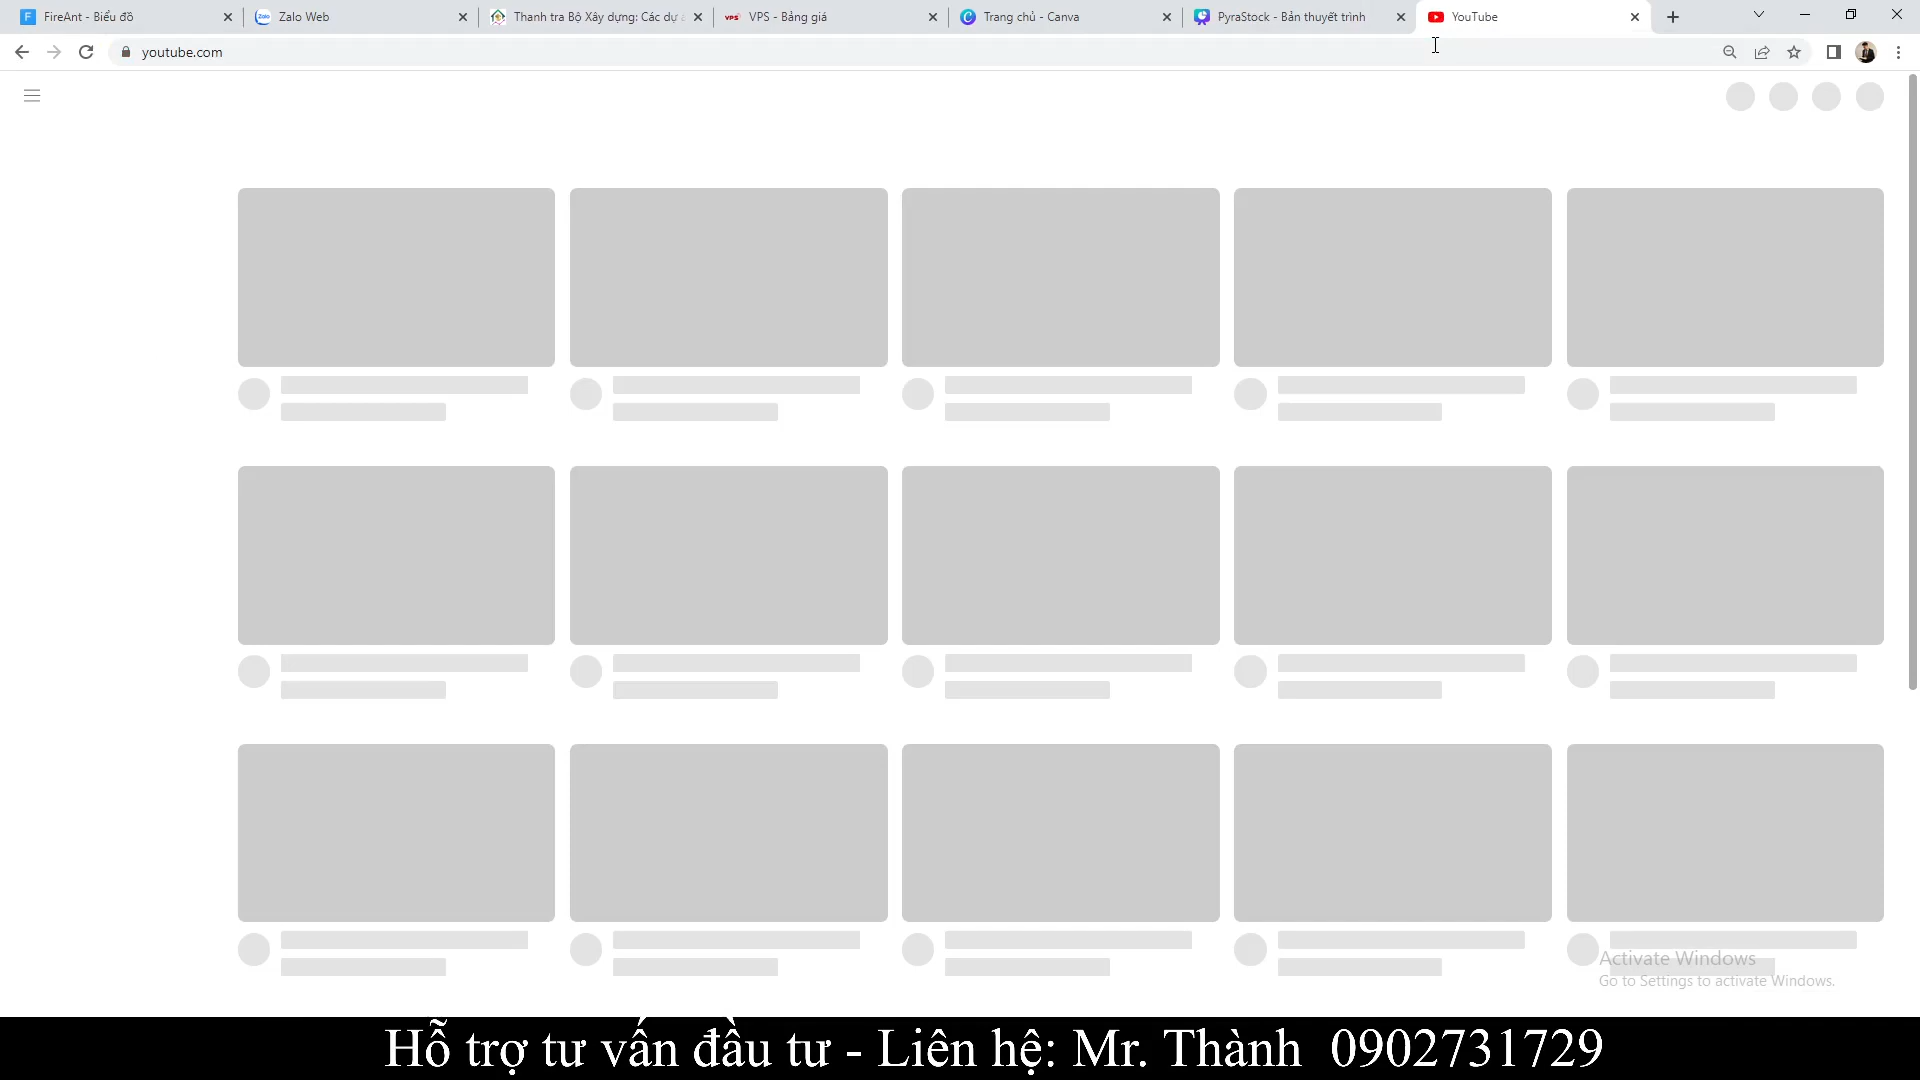 FireAnt - Biểu đồ
Zalo Web
Thanh tra Bộ Xây dựng: Các dự
VPS - Bảng giá
Trang chủ - Canva
PyraStock - Bản thuyết trình
YouTube
youtube.com
Activate Windows
Go to Settings to activate Windows.
Hỗ trợ tư vấn đầu tư - Liên hệ: Mr. Thành 0902731729